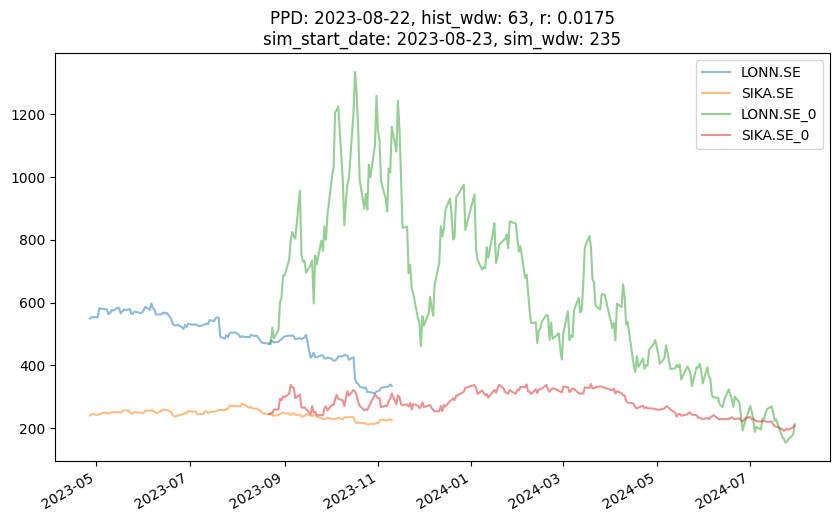 PPD: 2023-08-22, hist_wdw: 63, r: 0.0175
sim_start_date: 2023-08-23, sim_wdw: 235
LONN.SE
SIKA.SE
LONN.SE_0
SIKA.SE_0
1200
1000
800
600
400
200
2023-05
2023-07
2023-09
2023-11
2024-01
2024-03
2024-05
2024-07